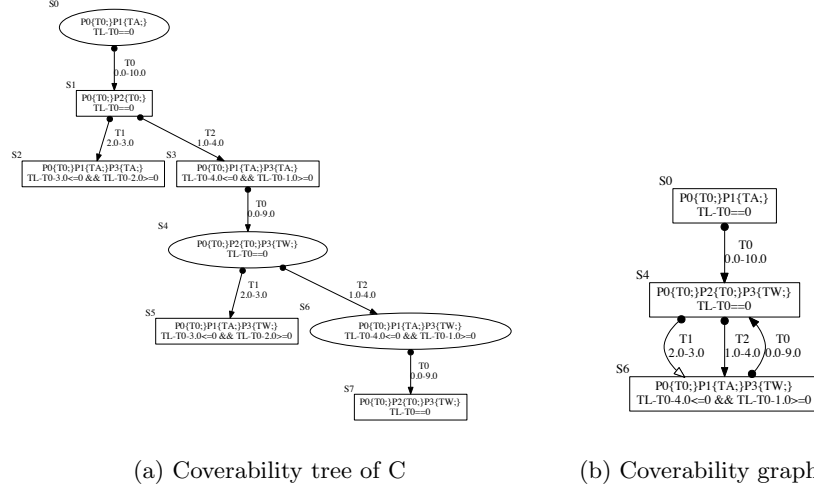 S0
P0{T0;}P1{TA;}
TL-T0==0
T0
0.0-10.0
S1
P0{T0;}P2{T0;}
TL-T0==0
T1
2.0-3.0
T2
1.0-4.0
S2
P0{T0;}P1{TA;}P3{TA;}
TL-T0-3.0<=0 && TL-T0-2.0>=0
S3
P0{T0;}P1{TA;}P3{TA;}
TL-T0-4.0<=0 && TL-T0-1.0>=0
T0
0.0-9.0
S4
P0{T0;}P2{T0;}P3{TW;}
TL-T0==0
T1
2.0-3.0
T2
1.0-4.0
S5
P0{T0;}P1{TA;}P3{TW;}
TL-T0-3.0<=0 && TL-T0-2.0>=0
S6
P0{T0;}P1{TA;}P3{TW;}
TL-T0-4.0<=0 && TL-T0-1.0>=0
T0
0.0-9.0
S7
P0{T0;}P2{T0;}P3{TW;}
TL-T0==0
(a) Coverability tree of C
S0
P0{T0;}P1{TA;}
TL-T0==0
T0
0.0-10.0
S4
P0{T0;}P2{T0;}P3{TW;}
TL-T0==0
T1
2.0-3.0
T2
1.0-4.0
T0
0.0-9.0
S6
P0{T0;}P1{TA;}P3{TW;}
TL-T0-4.0<=0 && TL-T0-1.0>=0
(b) Coverability graph